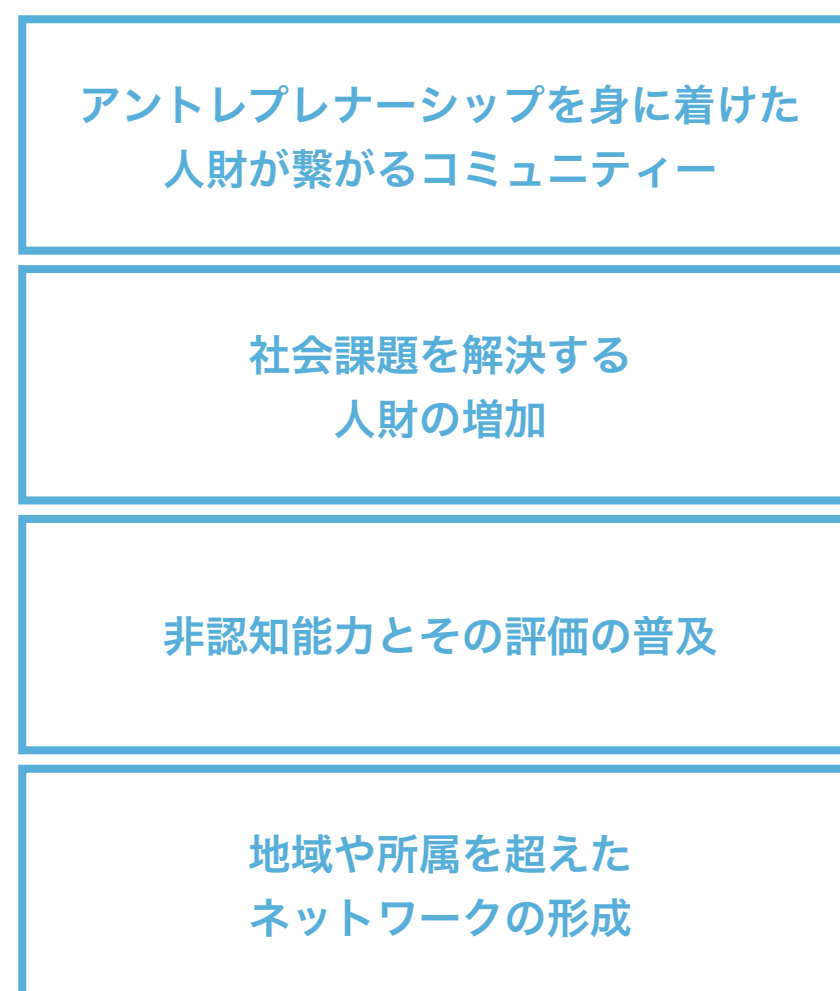 アントレプレナーシップを身に着けた
人財が繋がるコミュニティー
社会課題を解決する
人財の増加
非認知能力とその評価の普及
地域や所属を超えた
ネットワークの形成